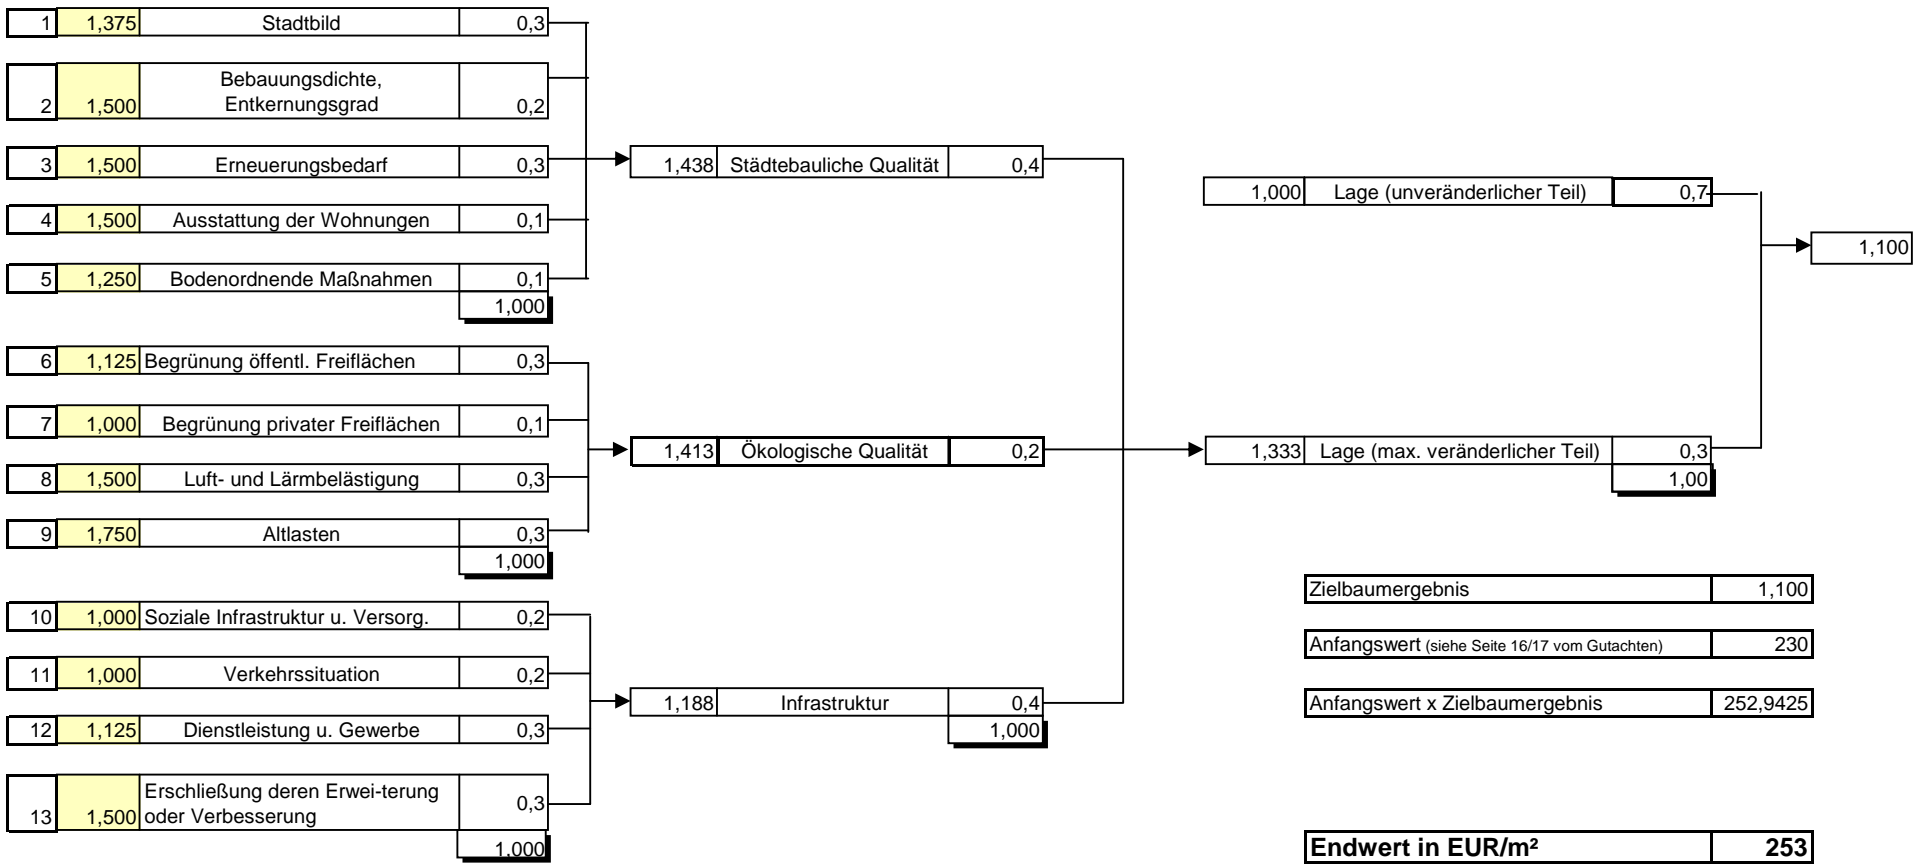 1 1,375 Stadtbild 0,3
Bebauungsdichte,
2 1,500 Entkernungsgrad 0,2
3 1,500 Erneuerungsbedarf 0,3
4 1,500 Ausstattung der Wohnungen 0,1
5 1,250 Bodenordnende Maßnahmen 0,1
1,000
6 1,125 Begrünung öffentl. Freiflächen 0,3
7 1,000 Begrünung privater Freiflächen 0,1
8 1,500 Luft- und Lärmbelästigung 0,3
9 1,750 Altlasten 0,3
1,000
10 1,000 Soziale Infrastruktur u. Versorg. 0,2
11 1,000 Verkehrssituation 0,2
12 1,125 Dienstleistung u. Gewerbe 0,3
Erschließung deren Erwei-terung
13 1,500 oder Verbesserung 0,3
1,000
1,438 Städtebauliche Qualität 0,4
1,413 Ökologische Qualität 0,2
1,188 Infrastruktur 0,4
1,000
1,000 Lage (unveränderlicher Teil) 0,7
1,333 Lage (max. veränderlicher Teil) 0,3
1,00
1,100
Zielbaumergebnis 1,100
Anfangswert (siehe Seite 16/17 vom Gutachten) 230
Anfangswert x Zielbaumergebnis 252,9425
Endwert in EUR/m² 253